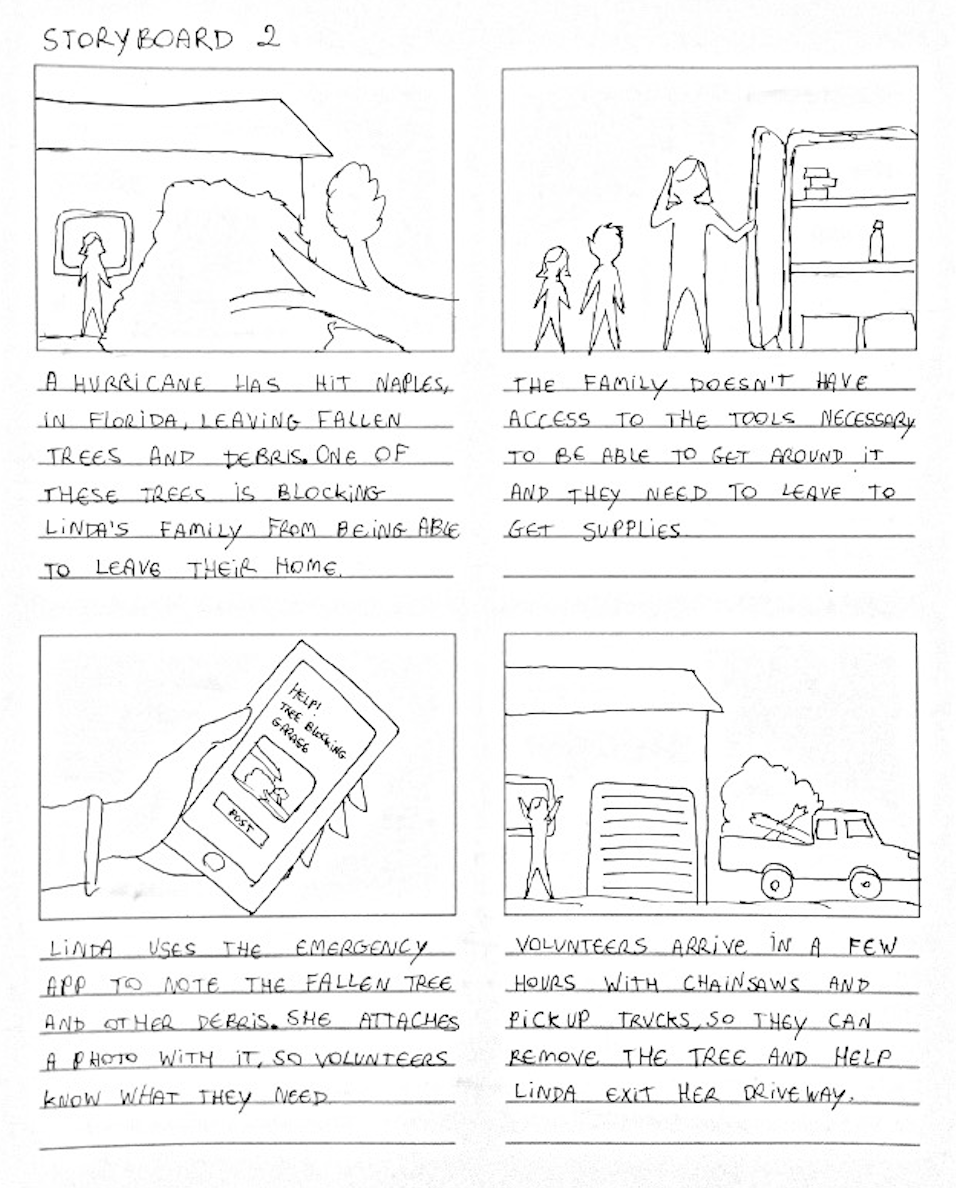 STORYBOARD 2
A HURRICANE HAS HIT NAPLES,
IN FLORIDA, LEAVING FALLEN
TREES AND DEBRIS. ONE OF
THESE TREES IS BLOCKING
LINDA'S FAMILY FROM BEING ABLE
TO LEAVE THEIR HOME.
THE FAMILY DOESN'T HAVE
ACCESS TO THE TOOLS NECESSARY
TO BE ABLE TO GET AROUND IT
AND THEY NEED TO LEAVE TO
GET SUPPLIES
HELP!
TREE BLOCKING
GARAGE
POST
LINDA USES THE EMERGENCY
APP TO NOTE THE FALLEN TREE
AND OTHER DEBRIS. SHE ATTACHES
A PHOTO WITH IT, SO VOLUNTEERS
KNOW WHAT THEY NEED
VOLUNTEERS ARRIVE IN A FEW
HOURS WITH CHAINSAWS AND
PICKUP TRUCKS, SO THEY CAN
REMOVE THE TREE AND HELP
LINDA EXIT HER DRIVEWAY.